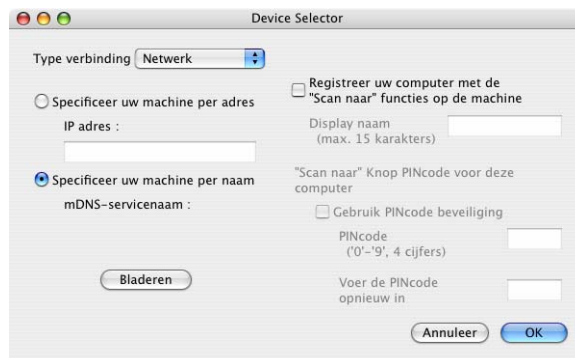 Device Selector
Type verbinding Netwerk
Specificeer uw machine per adres
IP adres :
Specificeer uw machine per naam
mDNS-servicenaam :
Bladeren
Registreer uw computer met de
"Scan naar" functies op de machine
Display naam
(max. 15 karakters)
"Scan naar" Knop PINcode voor deze
computer
Gebruik PINcode beveiliging
PINcode
('0'-'9', 4 cijfers)
Voer de PINcode
opnieuw in
Annuleer OK